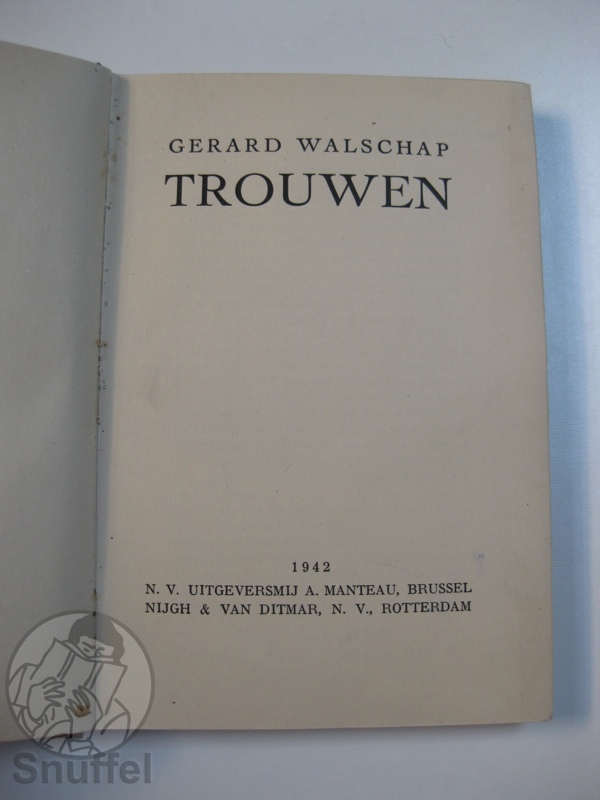 GERARD WALSCHAP
TROUWEN
1942
N. V. UITGEVERSMIJ A. MANTEAU, BRUSSEL
NIJGH & VAN DITMAR, N. V., ROTTERDAM
Snuffel